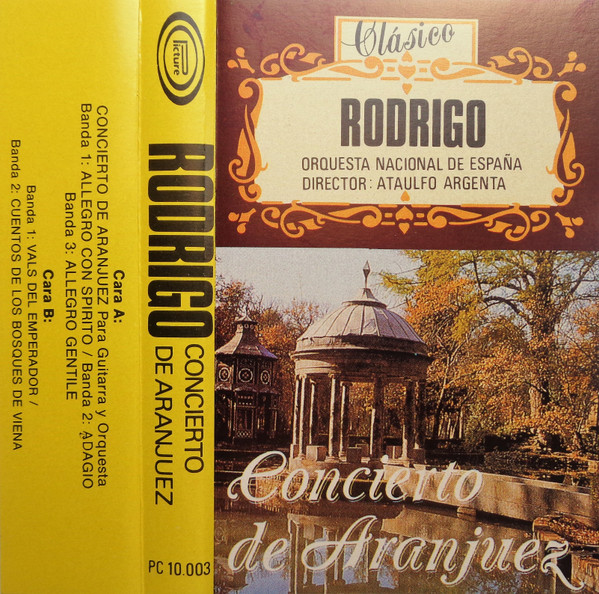 Clásico
RODRIGO
ORQUESTA NACIONAL DE ESPAÑA
DIRECTOR: ATAULFO ARGENTA
Concierto
de Aranjuez
Picture
RODRIGO
CONCIERTO
DE ARANJUEZ
PC 10.003
Cara A:
CONCIERTO DE ARANJUEZ Para Guitarra y Orquesta
Banda 1: ALLEGRO CON SPIRITO / Banda 2: ADAGIO
Banda 3: ALLEGRO GENTILE
Cara B:
Banda 1: VALS DEL EMPERADOR /
Banda 2: CUENTOS DE LOS BOSQUES DE VIENA